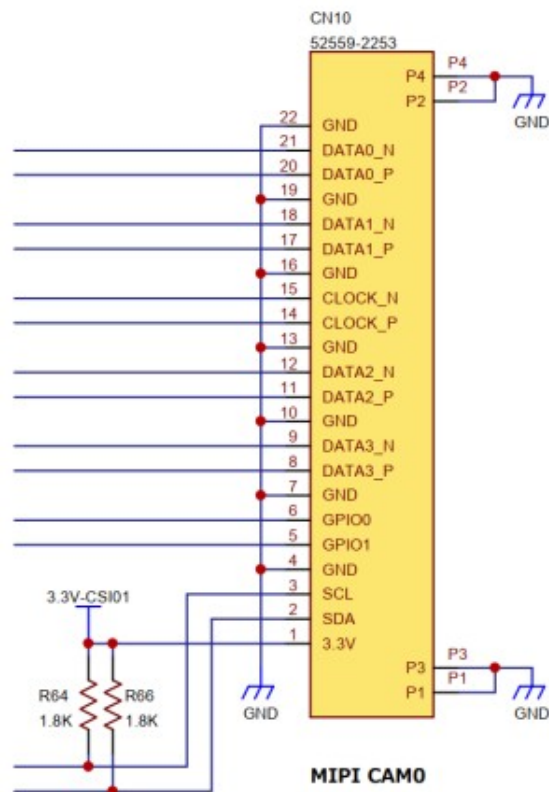 CN10
52559-2253
P4 P4
P2 P2
GND
22 GND
21 DATA0_N
20 DATA0_P
19 GND
18 DATA1_N
17 DATA1_P
16 GND
15 CLOCK_N
14 CLOCK_P
13 GND
12 DATA2_N
11 DATA2_P
10 GND
9 DATA3_N
8 DATA3_P
7 GND
6 GPIO0
5 GPIO1
4 GND
3 SCL
2 SDA
1 3.3V
3.3V-CSI01
R64
1.8K
R66
1.8K
GND
P3 P3
P1 P1
GND
MIPI CAM0